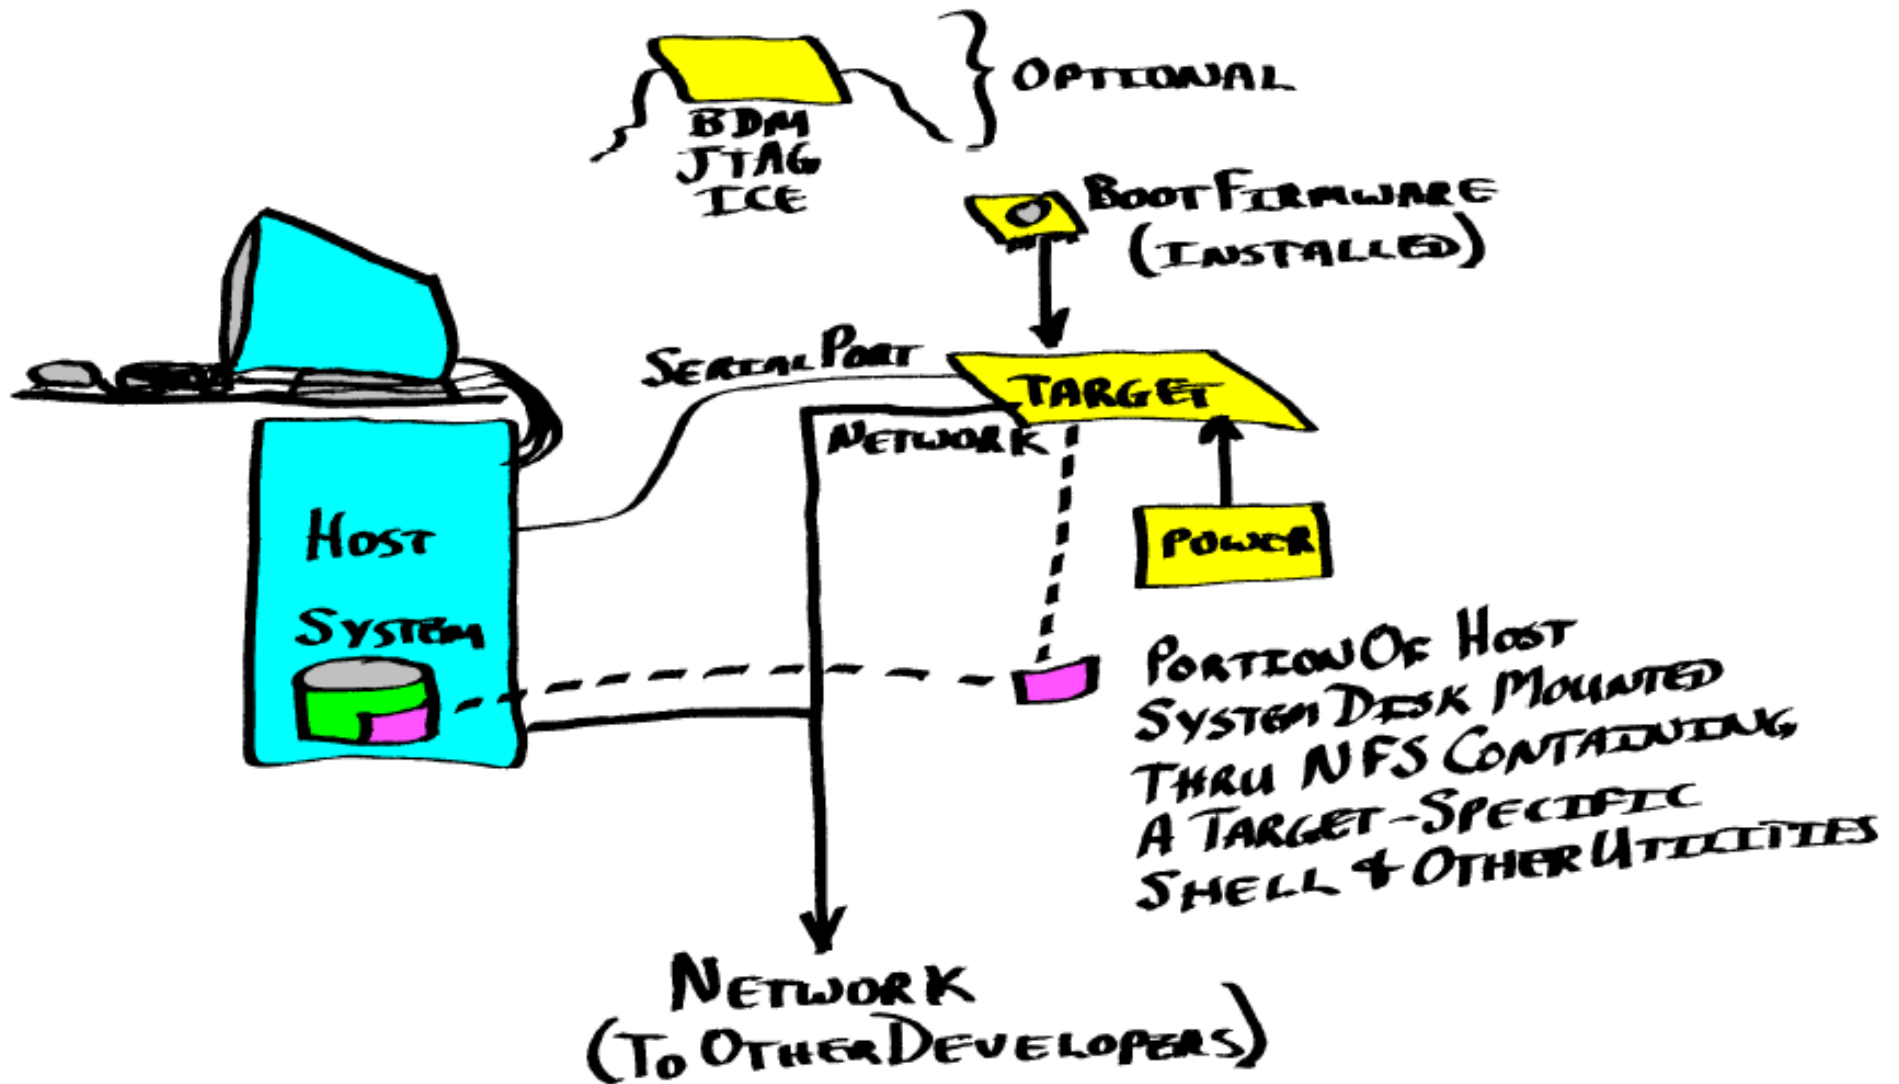 OPTIONAL
BDM
JTAG
ICE
BOOT FIRMWARE
(INSTALLED)
SERIAL PORT
TARGET
NETWORK
HOST
SYSTEM
POWER
PORTION OF HOST
SYSTEM DISK MOUNTED
THRU NFS CONTAINING
A TARGET-SPECIFIC
SHELL & OTHER UTILITIES
NETWORK
(TO OTHER DEVELOPERS)